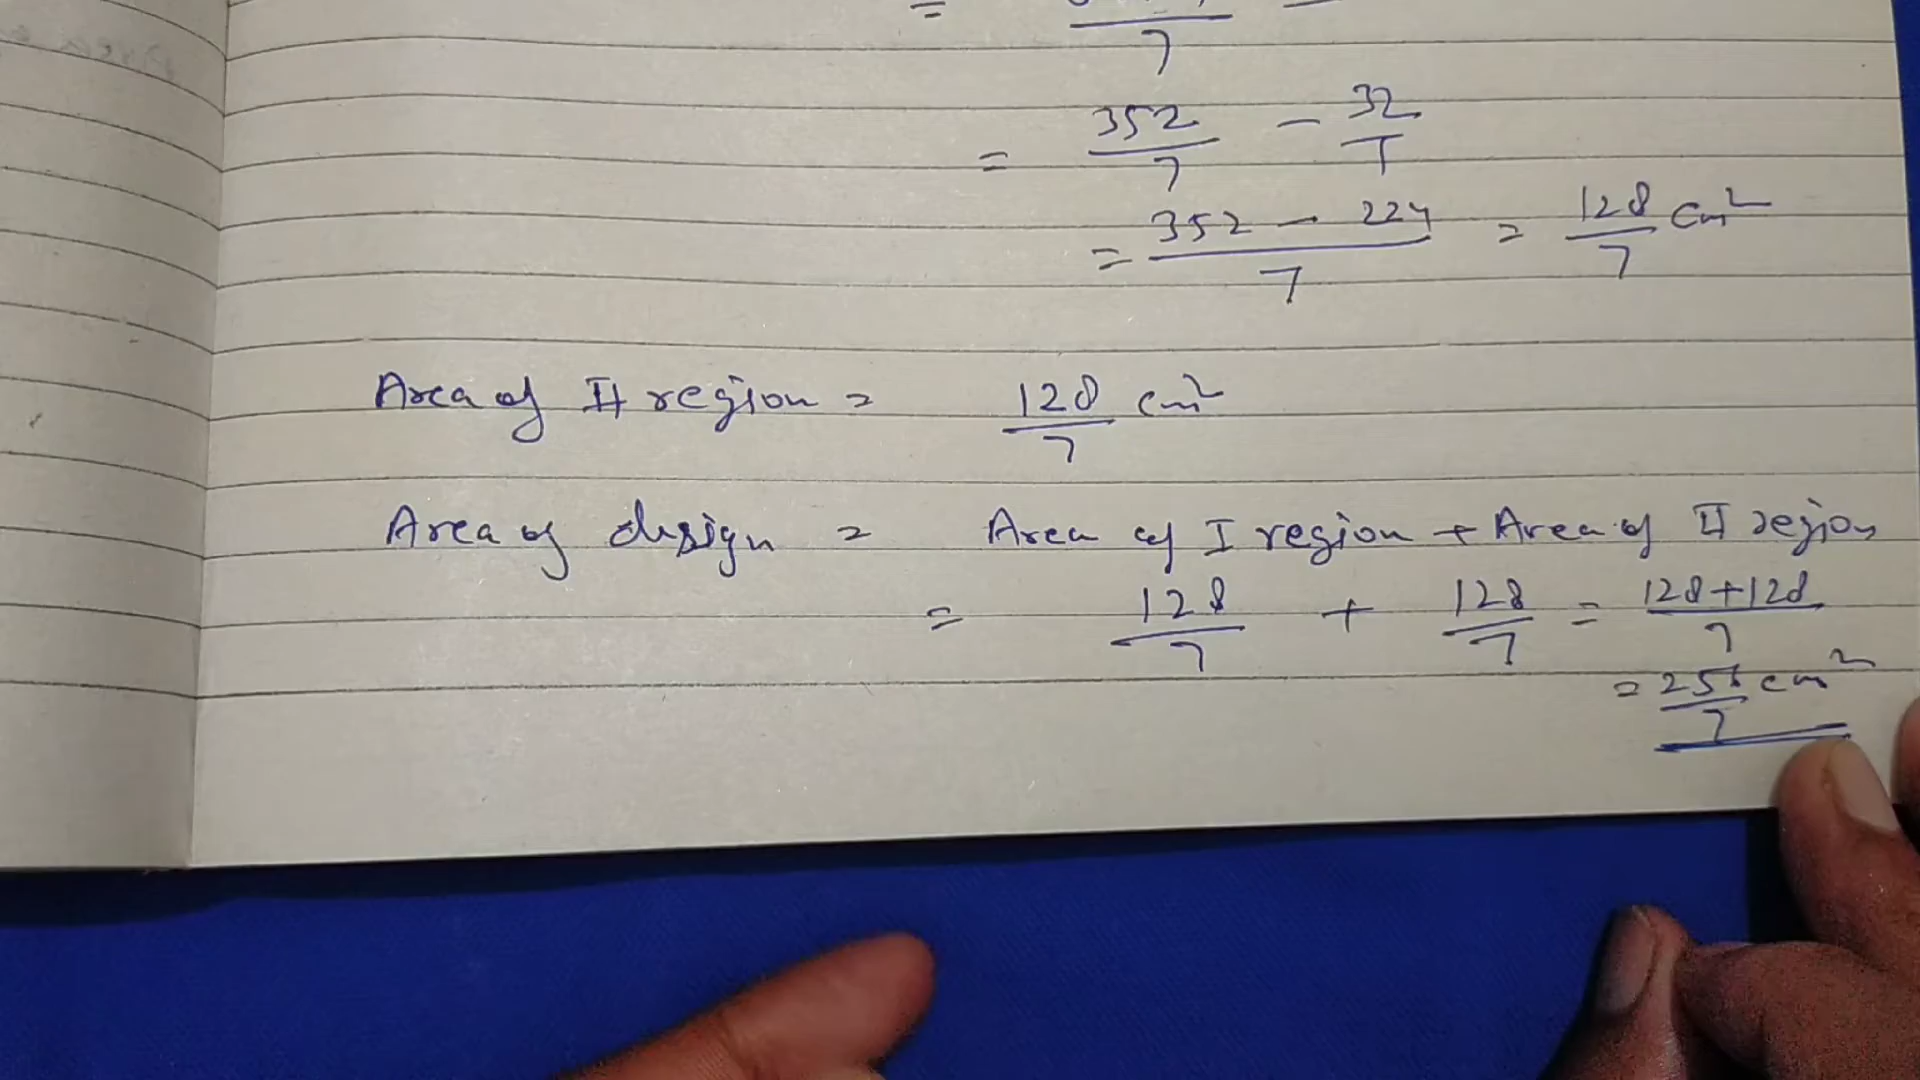 = 7
= 352/7 - 32/1
= 352 - 224/7 = 128/7 cm²
Area of II region = 128/7 cm²
Area of design = Area of I region + Area of II region
= 128/7 + 128/7 = 128+128/7
= 256/7 cm²